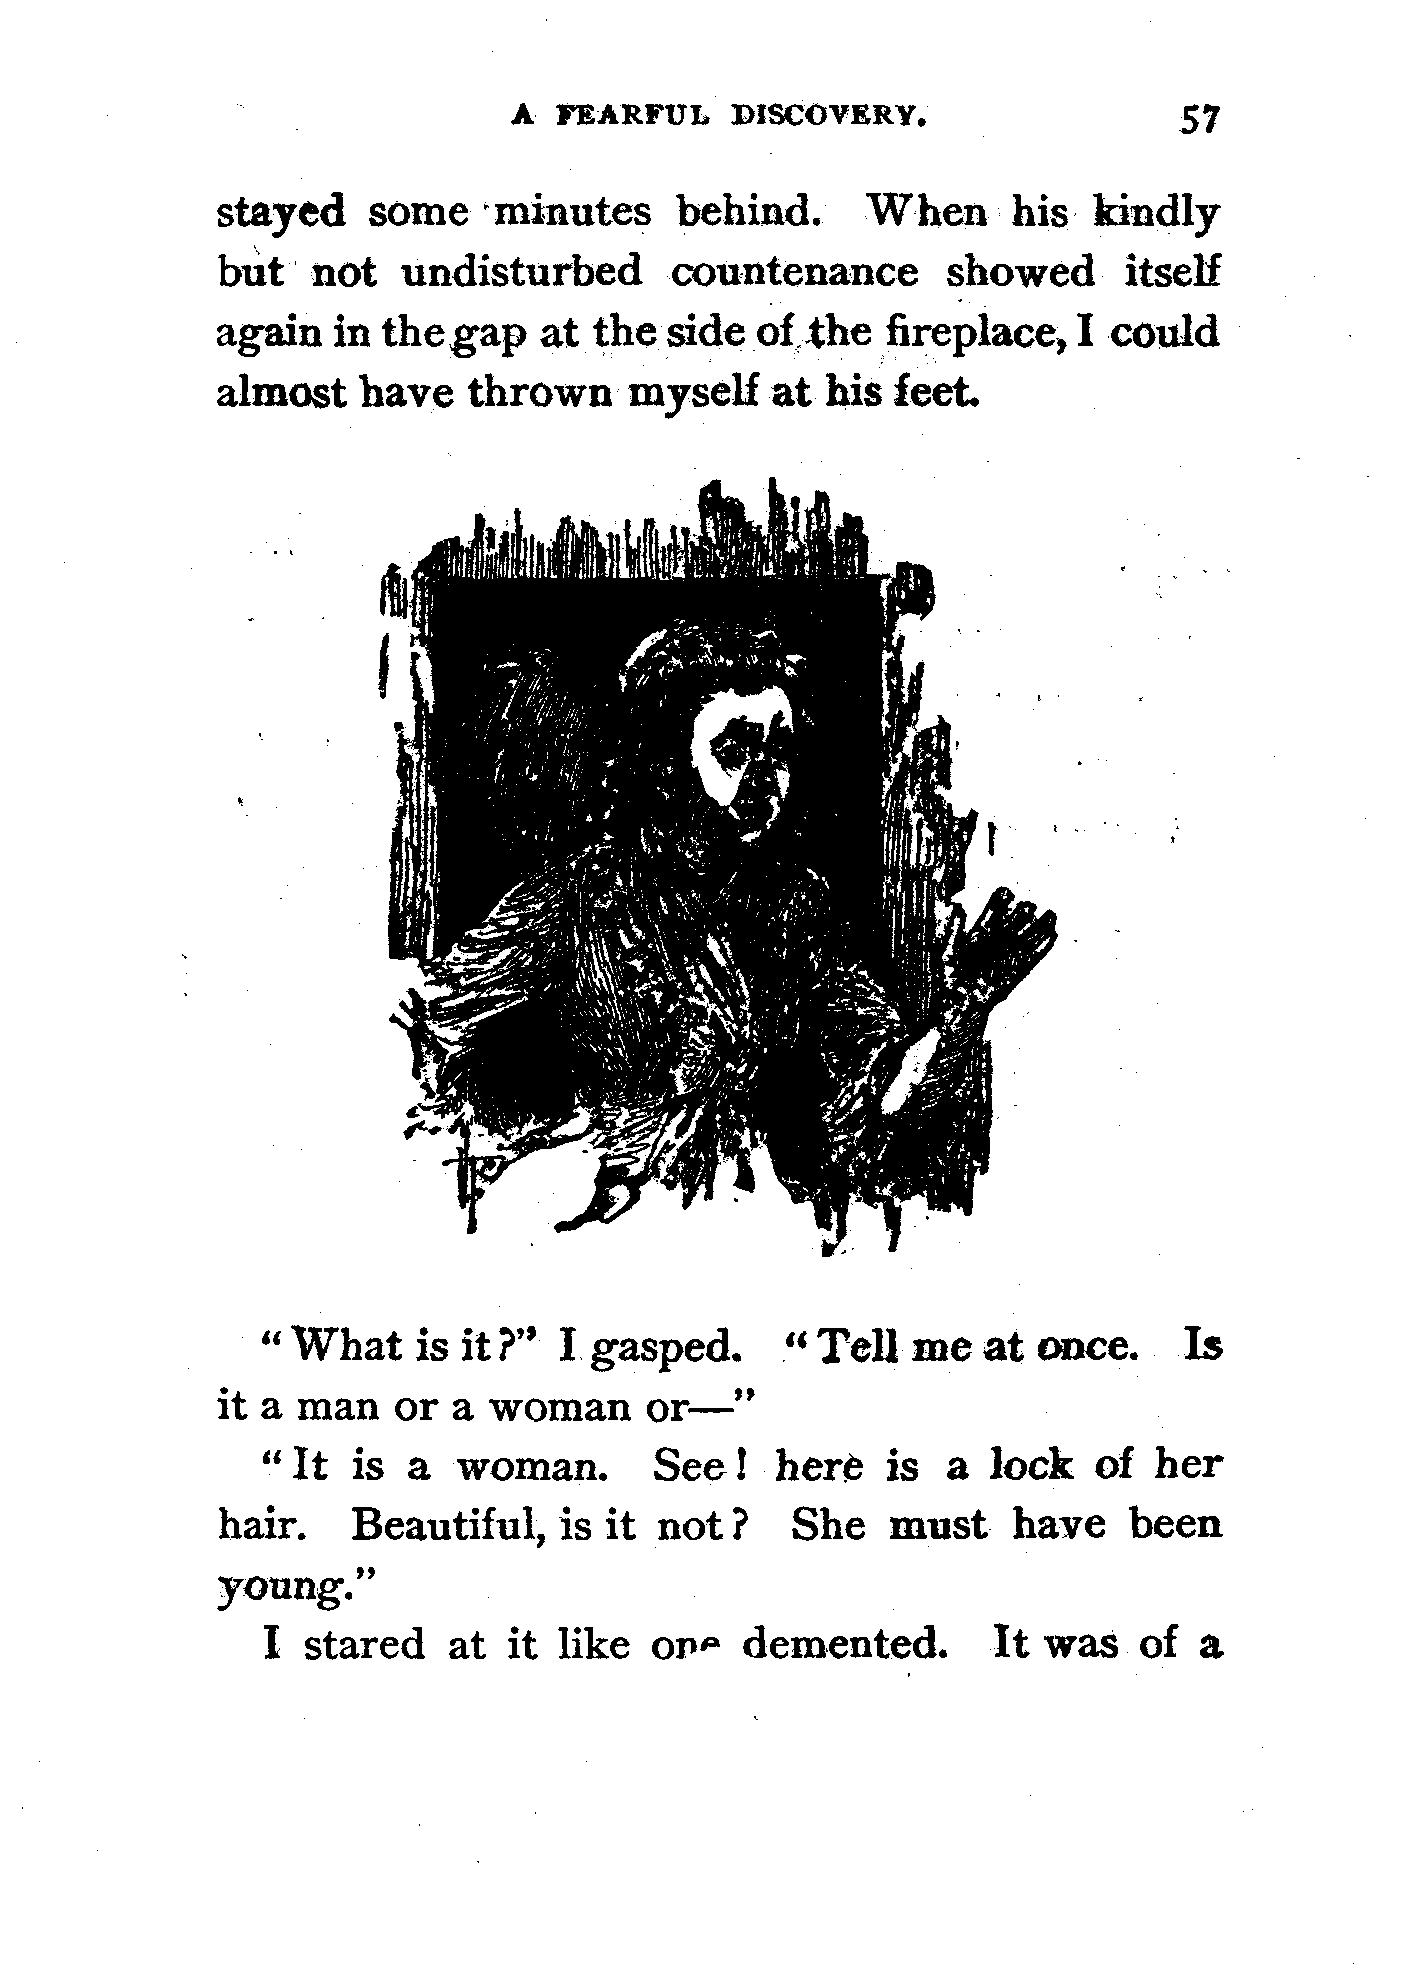 A FEARFUL DISCOVERY. 57
stayed some minutes behind. When his kindly
but not undisturbed countenance showed itself
again in the gap at the side of the fireplace, I could
almost have thrown myself at his feet.
“What is it?” I gasped. “Tell me at once. Is
it a man or a woman or—”
“It is a woman. See! here is a lock of her
hair. Beautiful, is it not? She must have been
young.”
I stared at it like one demented. It was of a